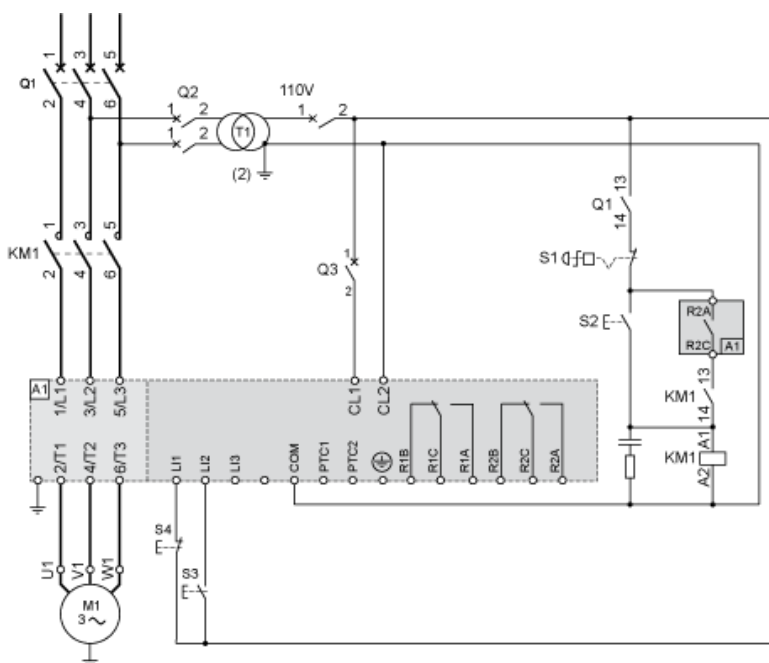 1 3 5
Q1
2 4 6
Q2
1 2
1 2
T1
(2)
110V
1 2
13
Q1
14
1 3 5
KM1
2 4 6
1
Q3
2
S1
S2
R2A
R2C
A1
13
KM1
14
A1
KM1
A2
A1
1/L1
3/L2
5/L3
CL1
CL2
2/T1
4/T2
6/T3
LI1
LI2
LI3
COM
PTC1
PTC2
R1B
R1C
R1A
R2B
R2C
R2A
S4
S3
U1
V1
W1
M1
3